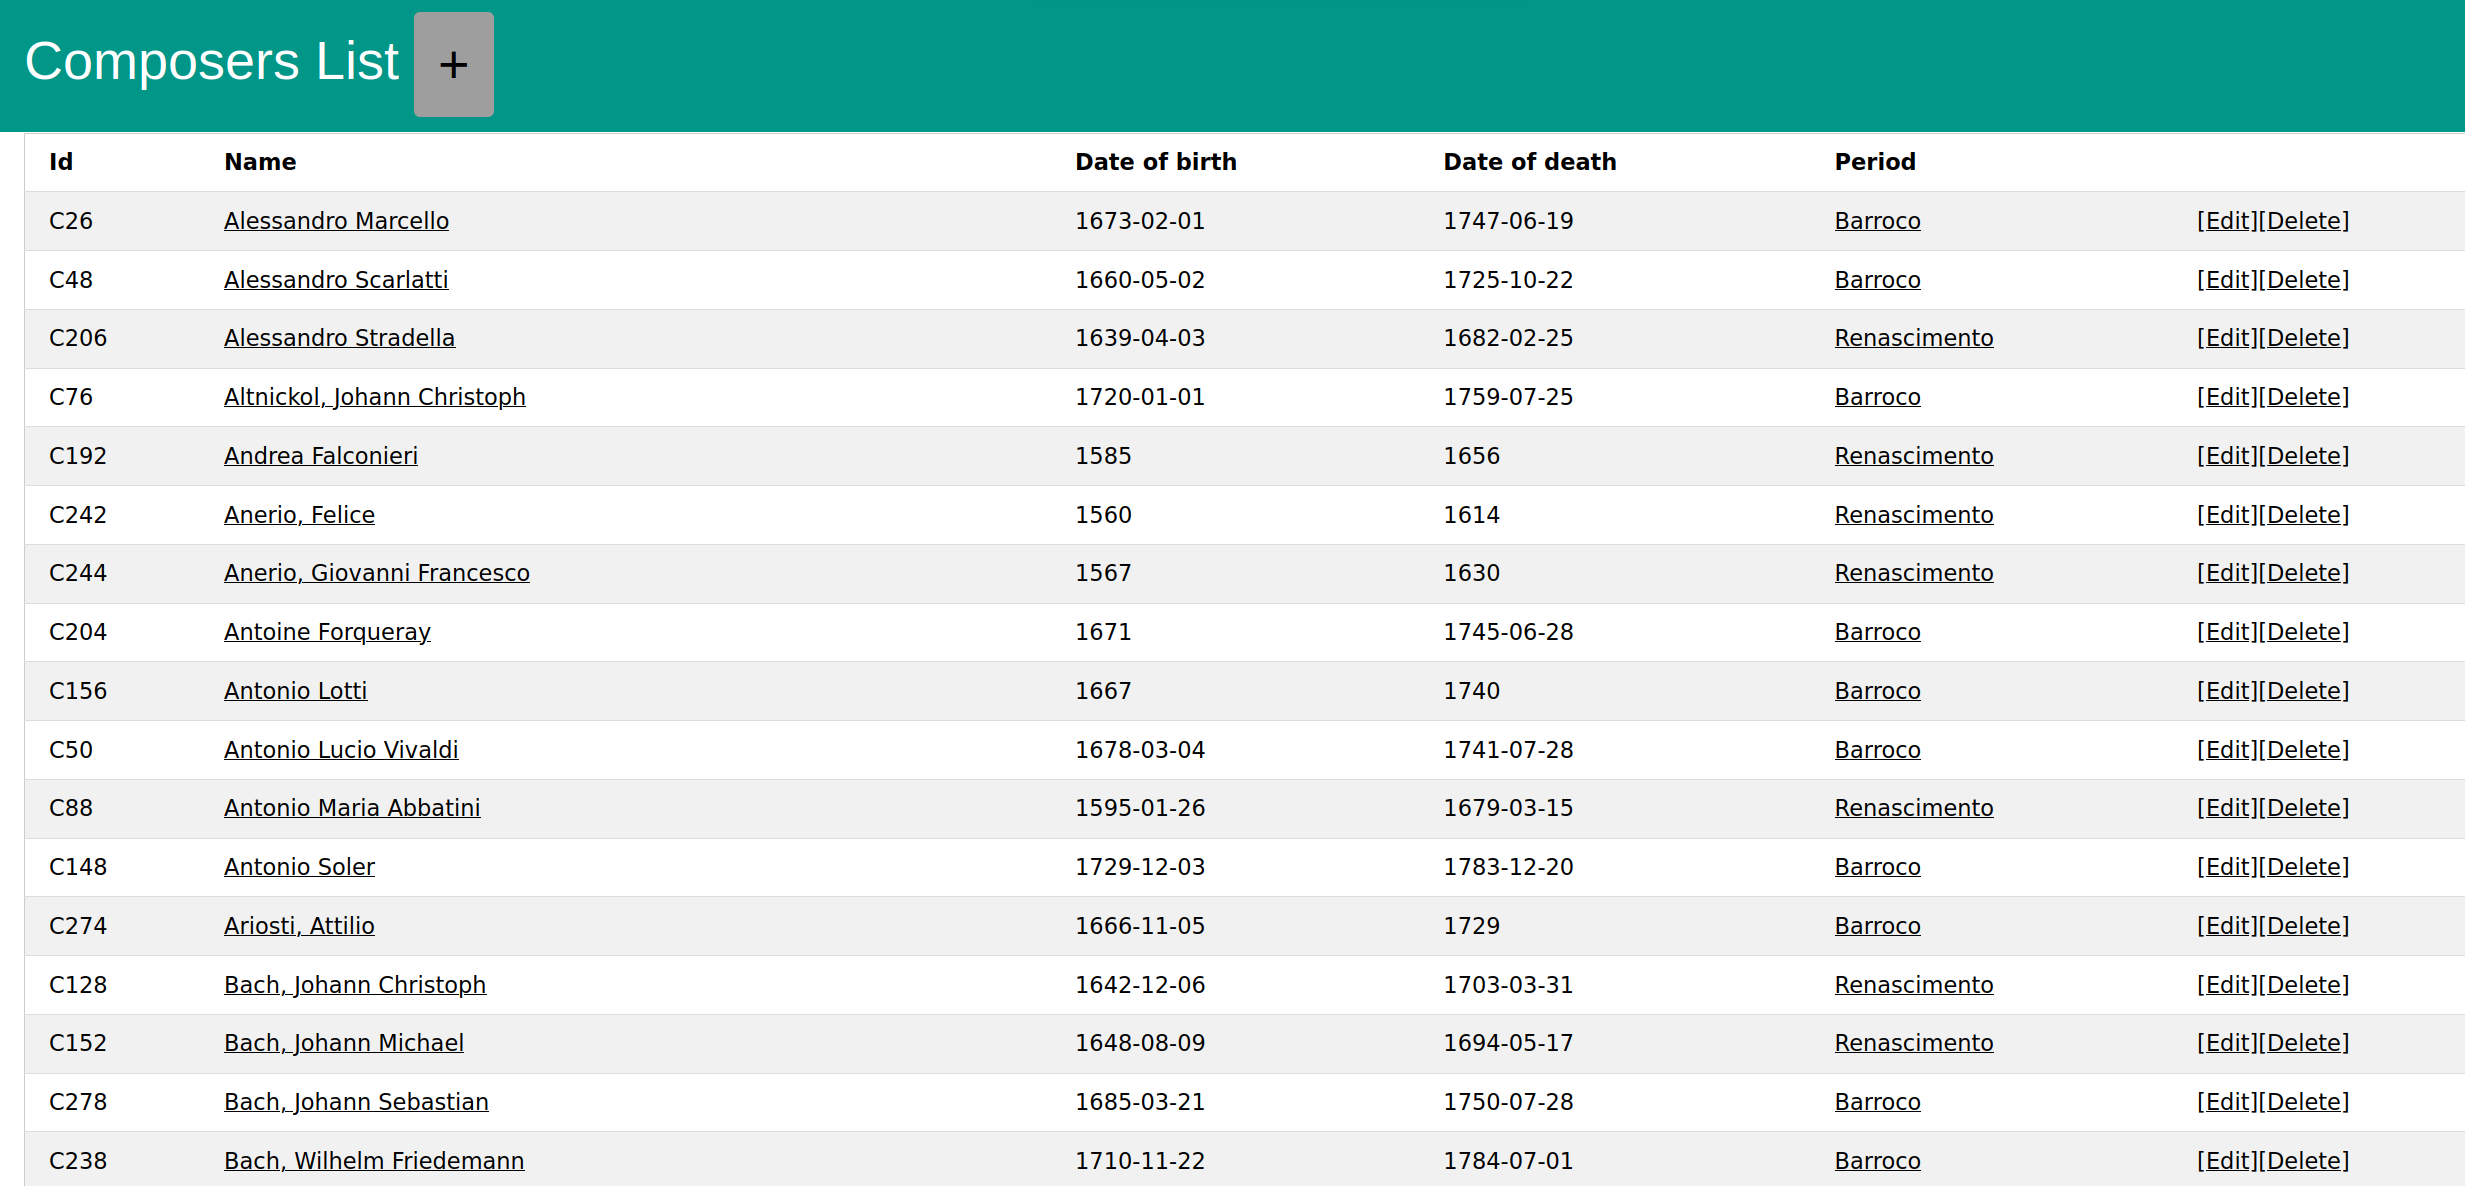 Composers List +
Id Name Date of birth Date of death Period
C26 Alessandro Marcello 1673-02-01 1747-06-19 Barroco [Edit][Delete]
C48 Alessandro Scarlatti 1660-05-02 1725-10-22 Barroco [Edit][Delete]
C206 Alessandro Stradella 1639-04-03 1682-02-25 Renascimento [Edit][Delete]
C76 Altnickol, Johann Christoph 1720-01-01 1759-07-25 Barroco [Edit][Delete]
C192 Andrea Falconieri 1585 1656 Renascimento [Edit][Delete]
C242 Anerio, Felice 1560 1614 Renascimento [Edit][Delete]
C244 Anerio, Giovanni Francesco 1567 1630 Renascimento [Edit][Delete]
C204 Antoine Forqueray 1671 1745-06-28 Barroco [Edit][Delete]
C156 Antonio Lotti 1667 1740 Barroco [Edit][Delete]
C50 Antonio Lucio Vivaldi 1678-03-04 1741-07-28 Barroco [Edit][Delete]
C88 Antonio Maria Abbatini 1595-01-26 1679-03-15 Renascimento [Edit][Delete]
C148 Antonio Soler 1729-12-03 1783-12-20 Barroco [Edit][Delete]
C274 Ariosti, Attilio 1666-11-05 1729 Barroco [Edit][Delete]
C128 Bach, Johann Christoph 1642-12-06 1703-03-31 Renascimento [Edit][Delete]
C152 Bach, Johann Michael 1648-08-09 1694-05-17 Renascimento [Edit][Delete]
C278 Bach, Johann Sebastian 1685-03-21 1750-07-28 Barroco [Edit][Delete]
C238 Bach, Wilhelm Friedemann 1710-11-22 1784-07-01 Barroco [Edit][Delete]